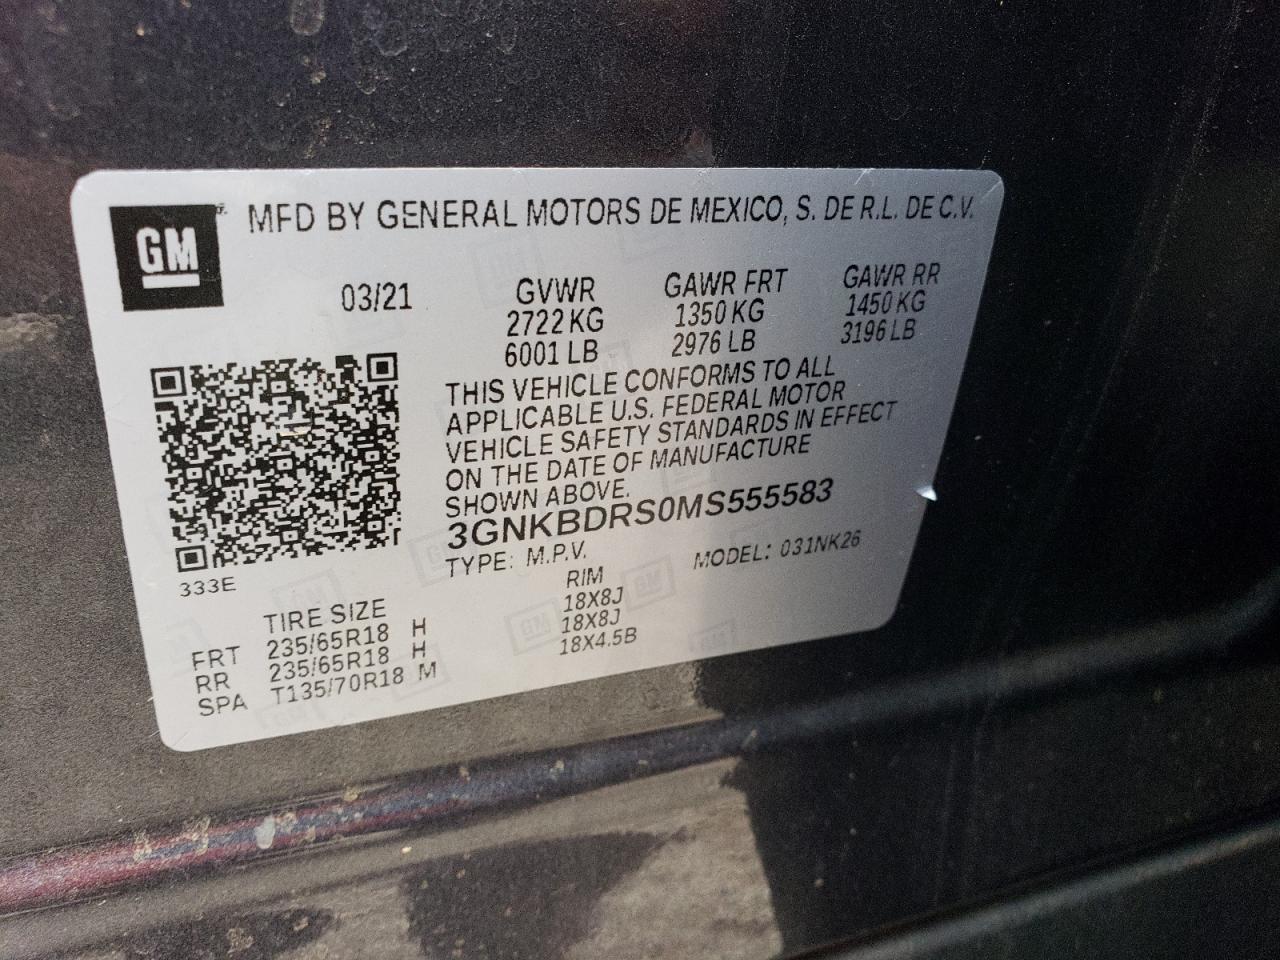 GM
MFD BY GENERAL MOTORS DE MEXICO, S. DE R.L. DE C.V.
03/21
GVWR GAWR FRT GAWR RR
2722 KG 1350 KG 1450 KG
6001 LB 2976 LB 3196 LB
THIS VEHICLE CONFORMS TO ALL
APPLICABLE U.S. FEDERAL MOTOR
VEHICLE SAFETY STANDARDS IN EFFECT
ON THE DATE OF MANUFACTURE
SHOWN ABOVE.
3GNKBDRS0MS555583
TYPE: M.P.V. MODEL: 031NK26
333E
TIRE SIZE RIM
FRT 235/65R18 H 18X8J
RR 235/65R18 H 18X8J
SPA T135/70R18 M 18X4.5B